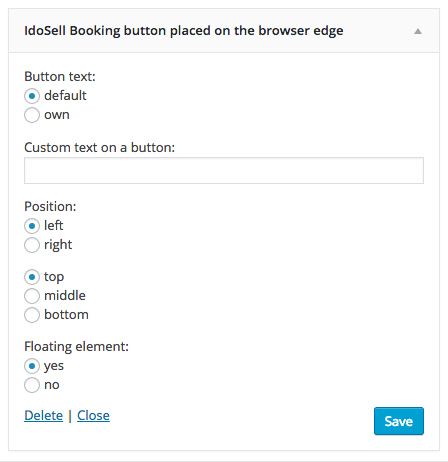 IdoSell Booking button placed on the browser edge
Button text:
default
own
Custom text on a button:
Position:
left
right
top
middle
bottom
Floating element:
yes
no
Delete | Close
Save